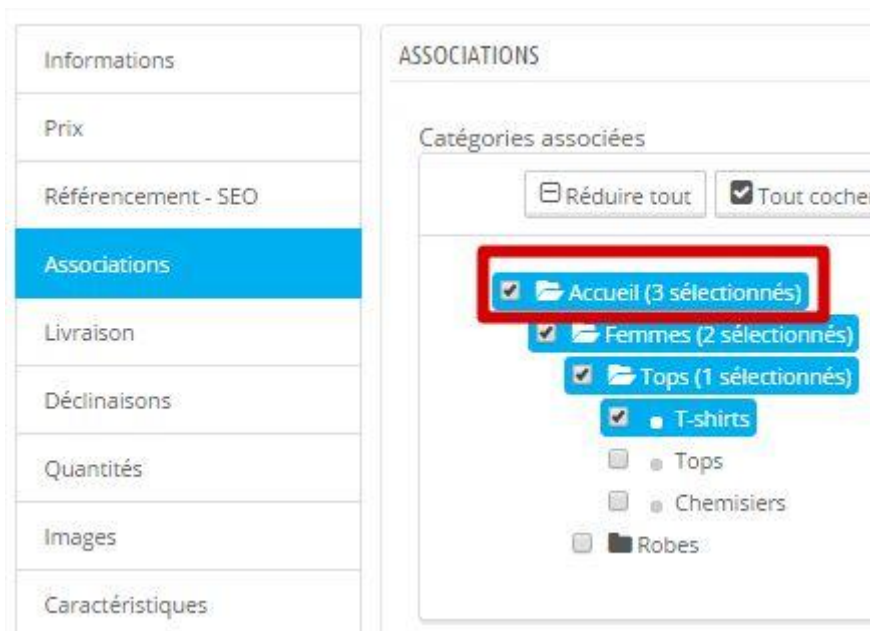 Informations
Prix
Référencement - SEO
Associations
Livraison
Déclinaisons
Quantités
Images
Caractéristiques
ASSOCIATIONS
Catégories associées
Réduire tout
Tout cocher
Accueil (3 sélectionnés)
Femmes (2 sélectionnés)
Tops (1 sélectionnés)
T-shirts
Tops
Chemisiers
Robes